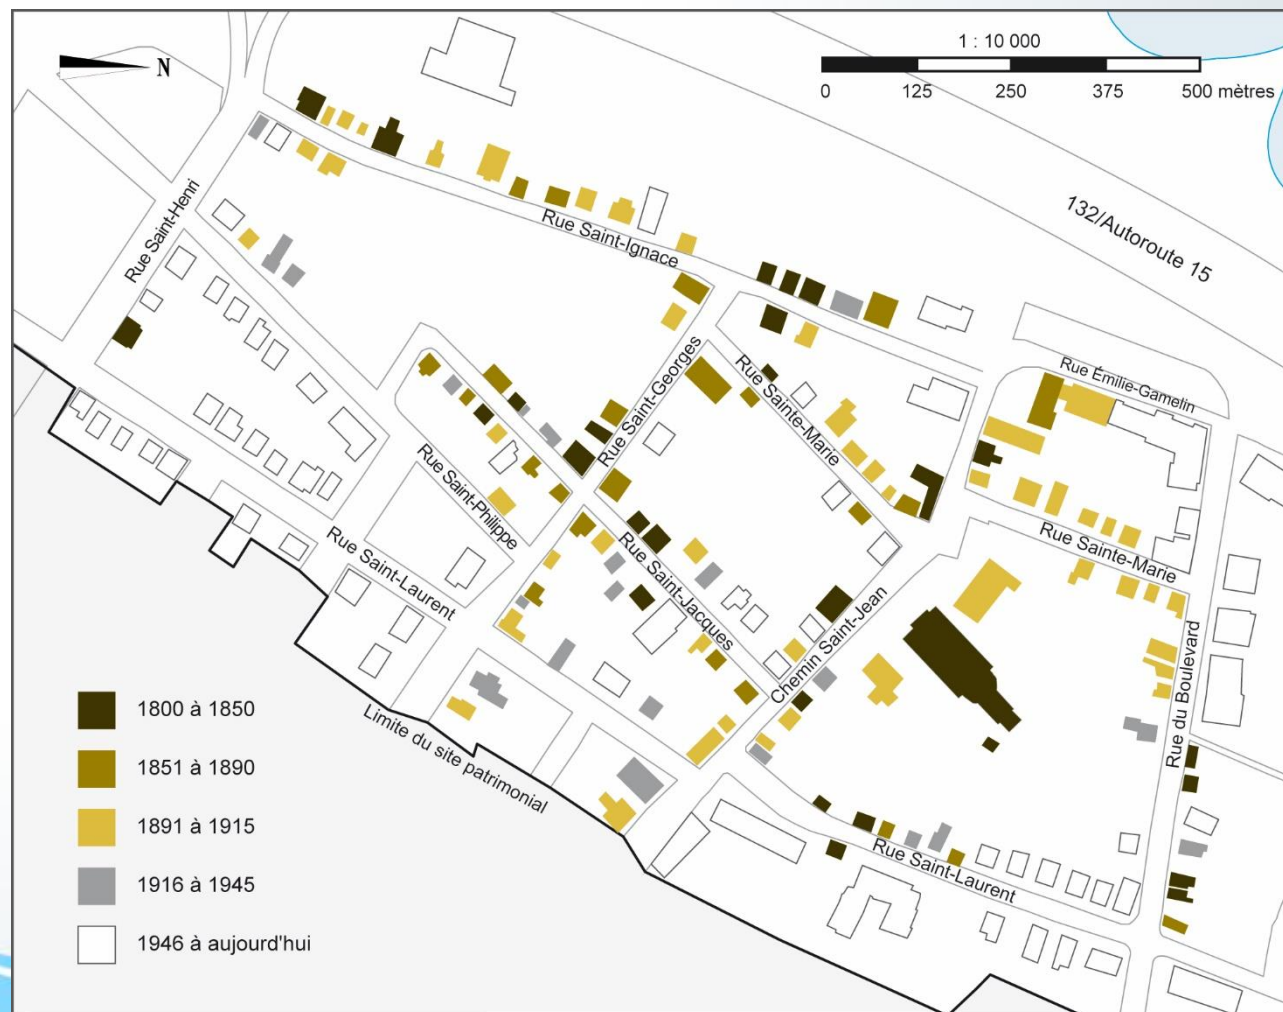 N
1 : 10 000
0 125 250 375 500 mètres
132/Autoroute 15
Rue Saint-Henri
Rue Saint-Ignace
Rue Saint-Georges
Rue Sainte-Marie
Rue Émilie-Gamelin
Rue Saint-Philippe
Rue Saint-Laurent
Rue Saint-Jacques
Chemin Saint-Jean
Rue Sainte-Marie
Rue du Boulevard
Limite du site patrimonial
Rue Saint-Laurent
1800 à 1850
1851 à 1890
1891 à 1915
1916 à 1945
1946 à aujourd'hui